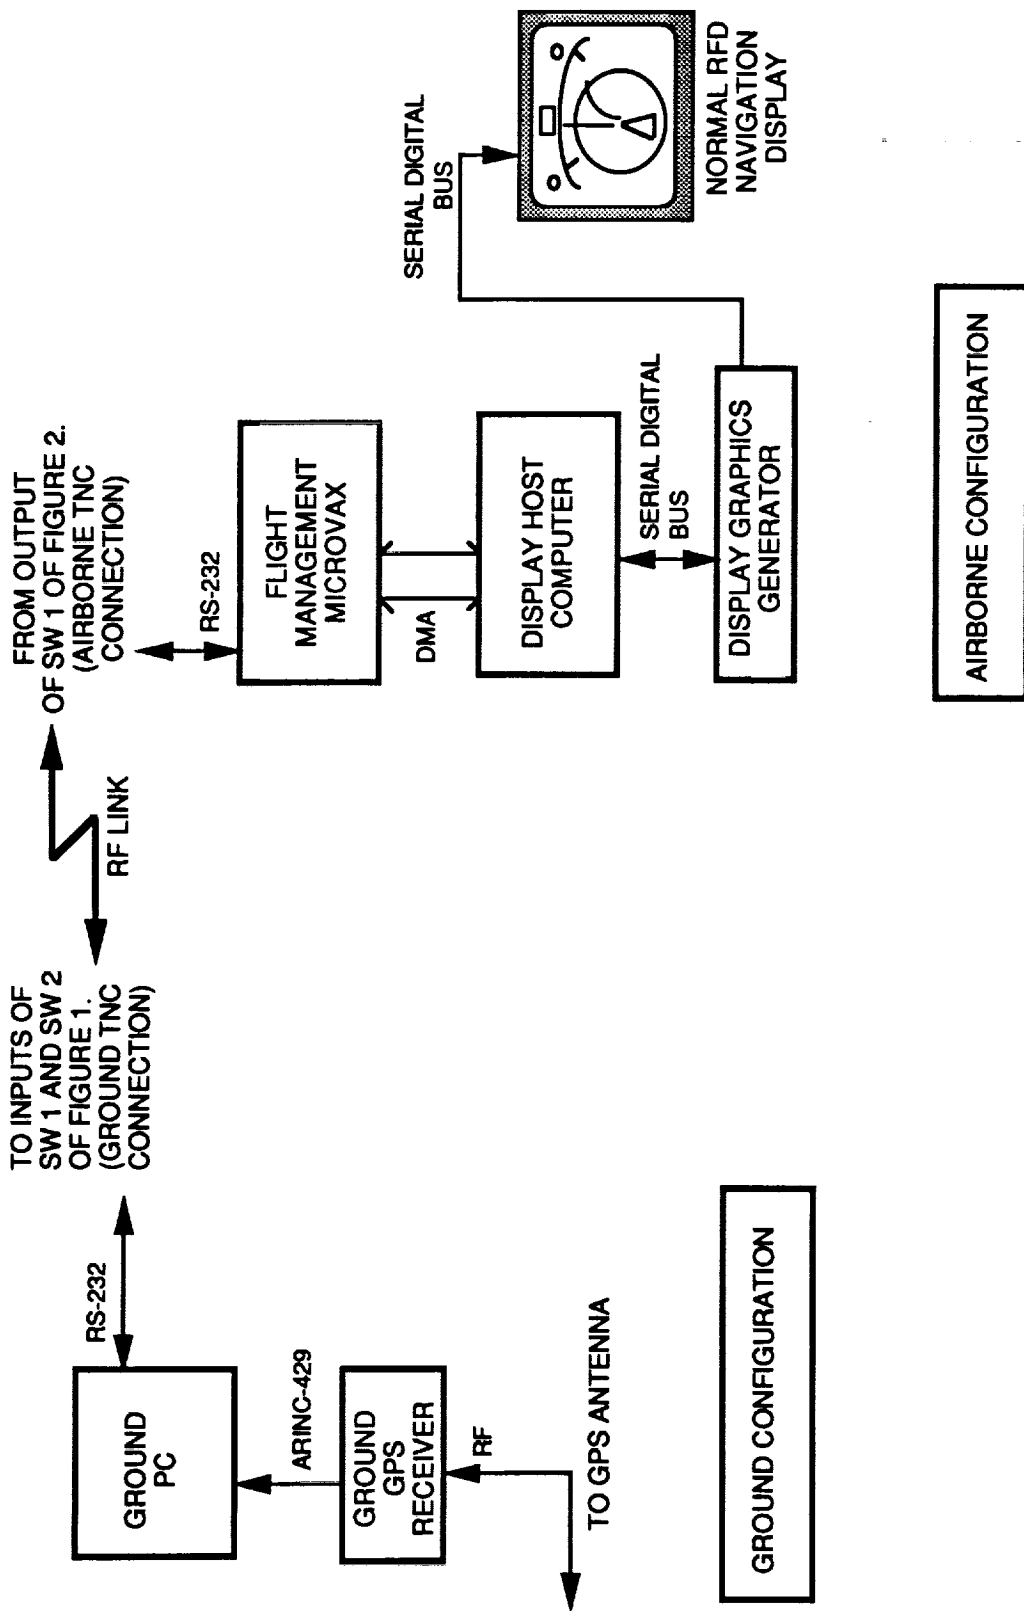 TO INPUTS OF
SW 1 AND SW 2
OF FIGURE 1.
(GROUND TNC
CONNECTION)
RF LINK
FROM OUTPUT
OF SW 1 OF FIGURE 2.
(AIRBORNE TNC
CONNECTION)
RS-232
GROUND
PC
ARINC-429
GROUND
GPS
RECEIVER
RF
TO GPS ANTENNA
GROUND CONFIGURATION
RS-232
FLIGHT
MANAGEMENT
MICROVAX
DMA
DISPLAY HOST
COMPUTER
SERIAL DIGITAL
BUS
DISPLAY GRAPHICS
GENERATOR
SERIAL DIGITAL
BUS
NORMAL RFD
NAVIGATION
DISPLAY
AIRBORNE CONFIGURATION